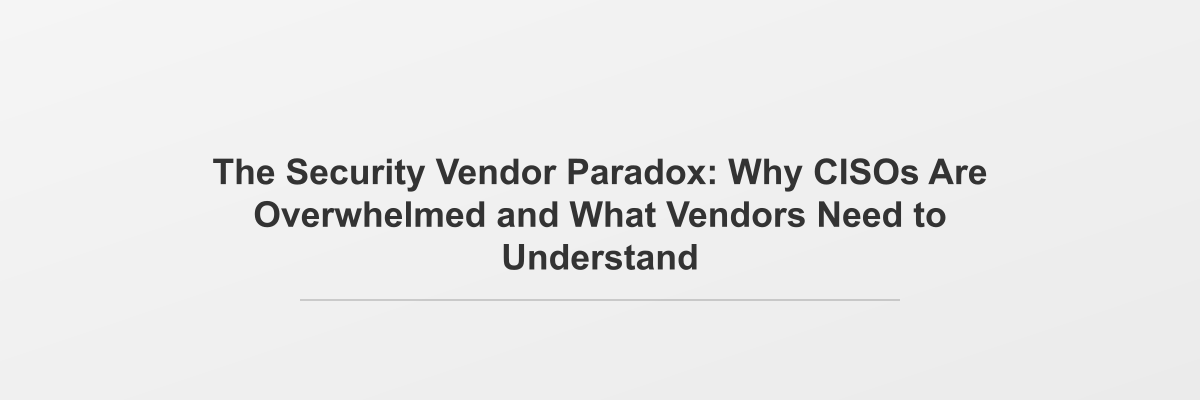 The Security Vendor Paradox: Why CISOs Are
Overwhelmed and What Vendors Need to
Understand